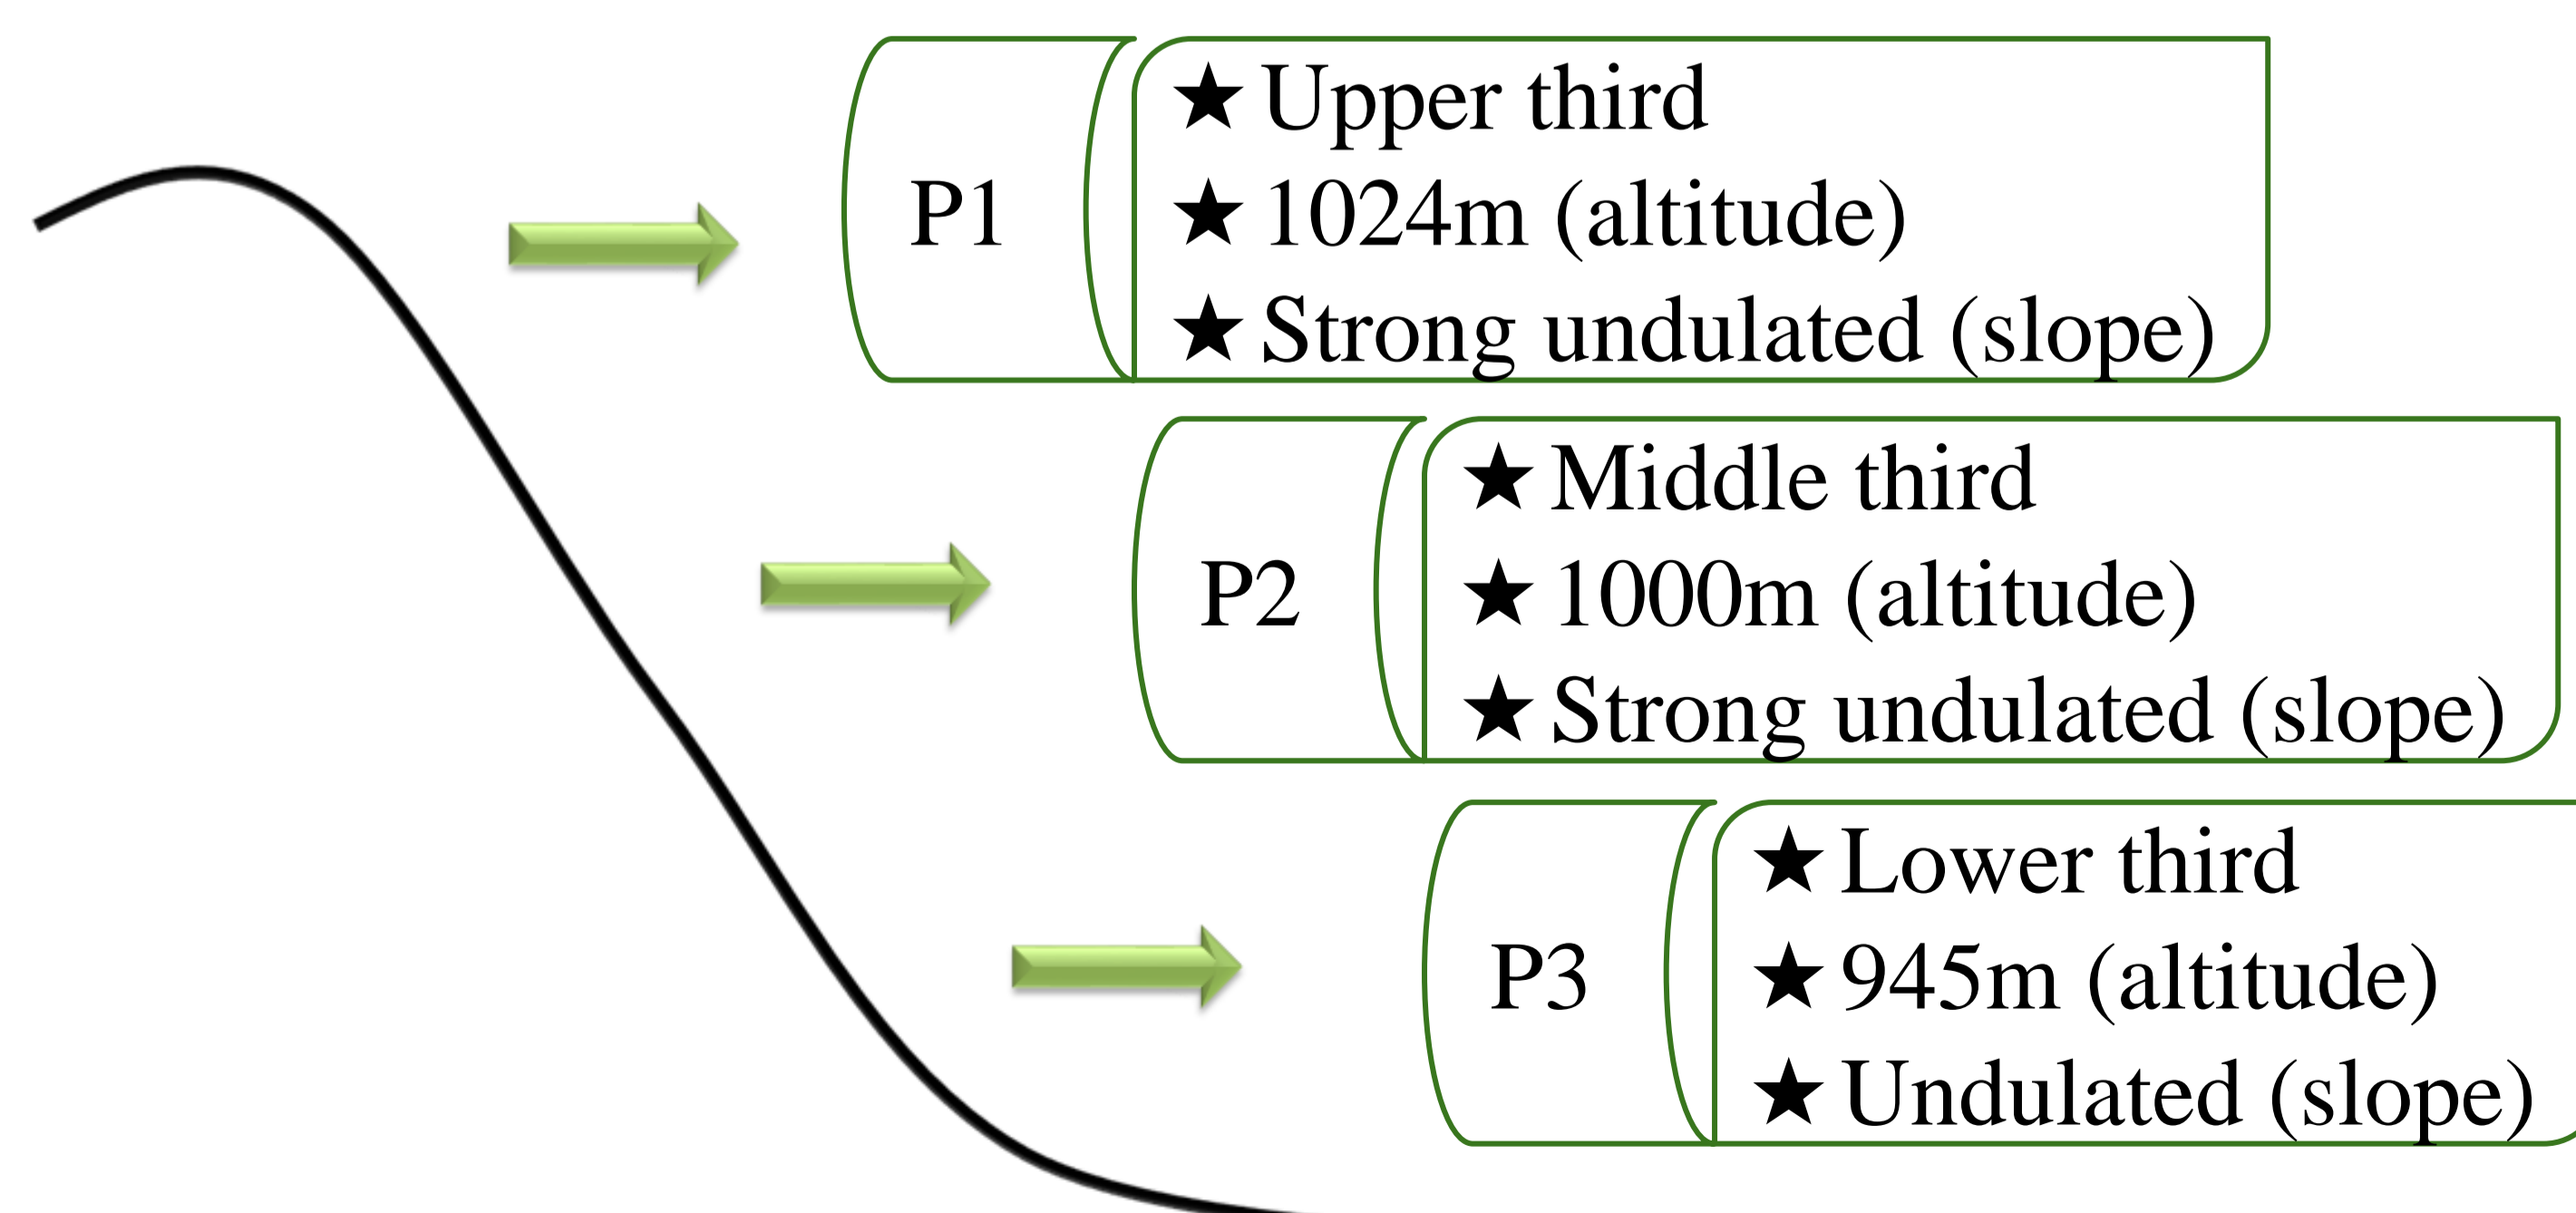 P1
★ Upper third
★ 1024m (altitude)
★ Strong undulated (slope)
P2
★ Middle third
★ 1000m (altitude)
★ Strong undulated (slope)
P3
★ Lower third
★ 945m (altitude)
★ Undulated (slope)